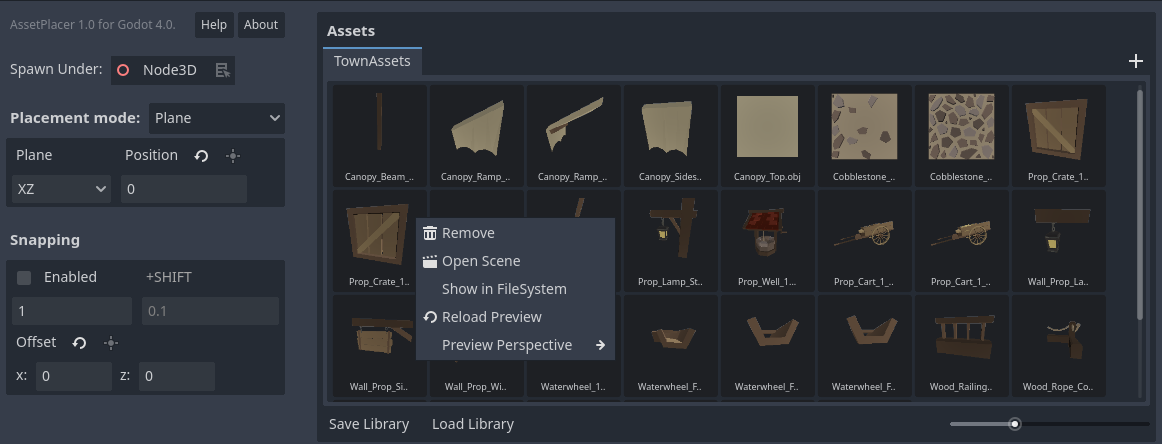 AssetPlacer 1.0 for Godot 4.0.
Help
About
Spawn Under:
Node3D
Placement mode:
Plane
Plane
Position
XZ
0
Snapping
Enabled
+SHIFT
1
0.1
Offset
x:
0
z:
0
Assets
TownAssets
Canopy_Beam_..
Canopy_Ramp_..
Canopy_Ramp_..
Canopy_Sides..
Canopy_Top.obj
Cobblestone_..
Cobblestone_..
Prop_Crate_1..
Prop_Crate_1..
Prop_Lamp_St..
Prop_Well_1...
Prop_Cart_1_..
Prop_Cart_1_..
Wall_Prop_La..
Remove
Open Scene
Show in FileSystem
Reload Preview
Preview Perspective
Wall_Prop_Si..
Wall_Prop_Wi..
Waterwheel_1..
Waterwheel_F..
Waterwheel_F..
Waterwheel_F..
Wood_Railing..
Wood_Rope_Co..
Save Library
Load Library